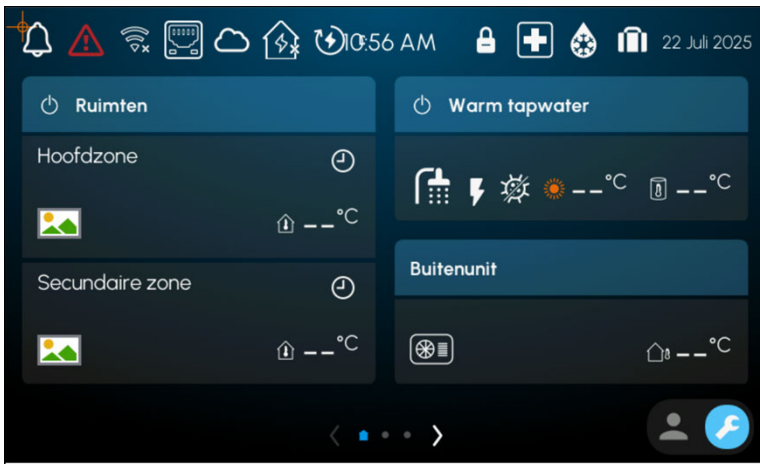 10:56 AM
22 Juli 2025
Ruimten
Warm tapwater
Hoofdzone
--°C
--°C
--°C
Buitenunit
Secundaire zone
--°C
--°C